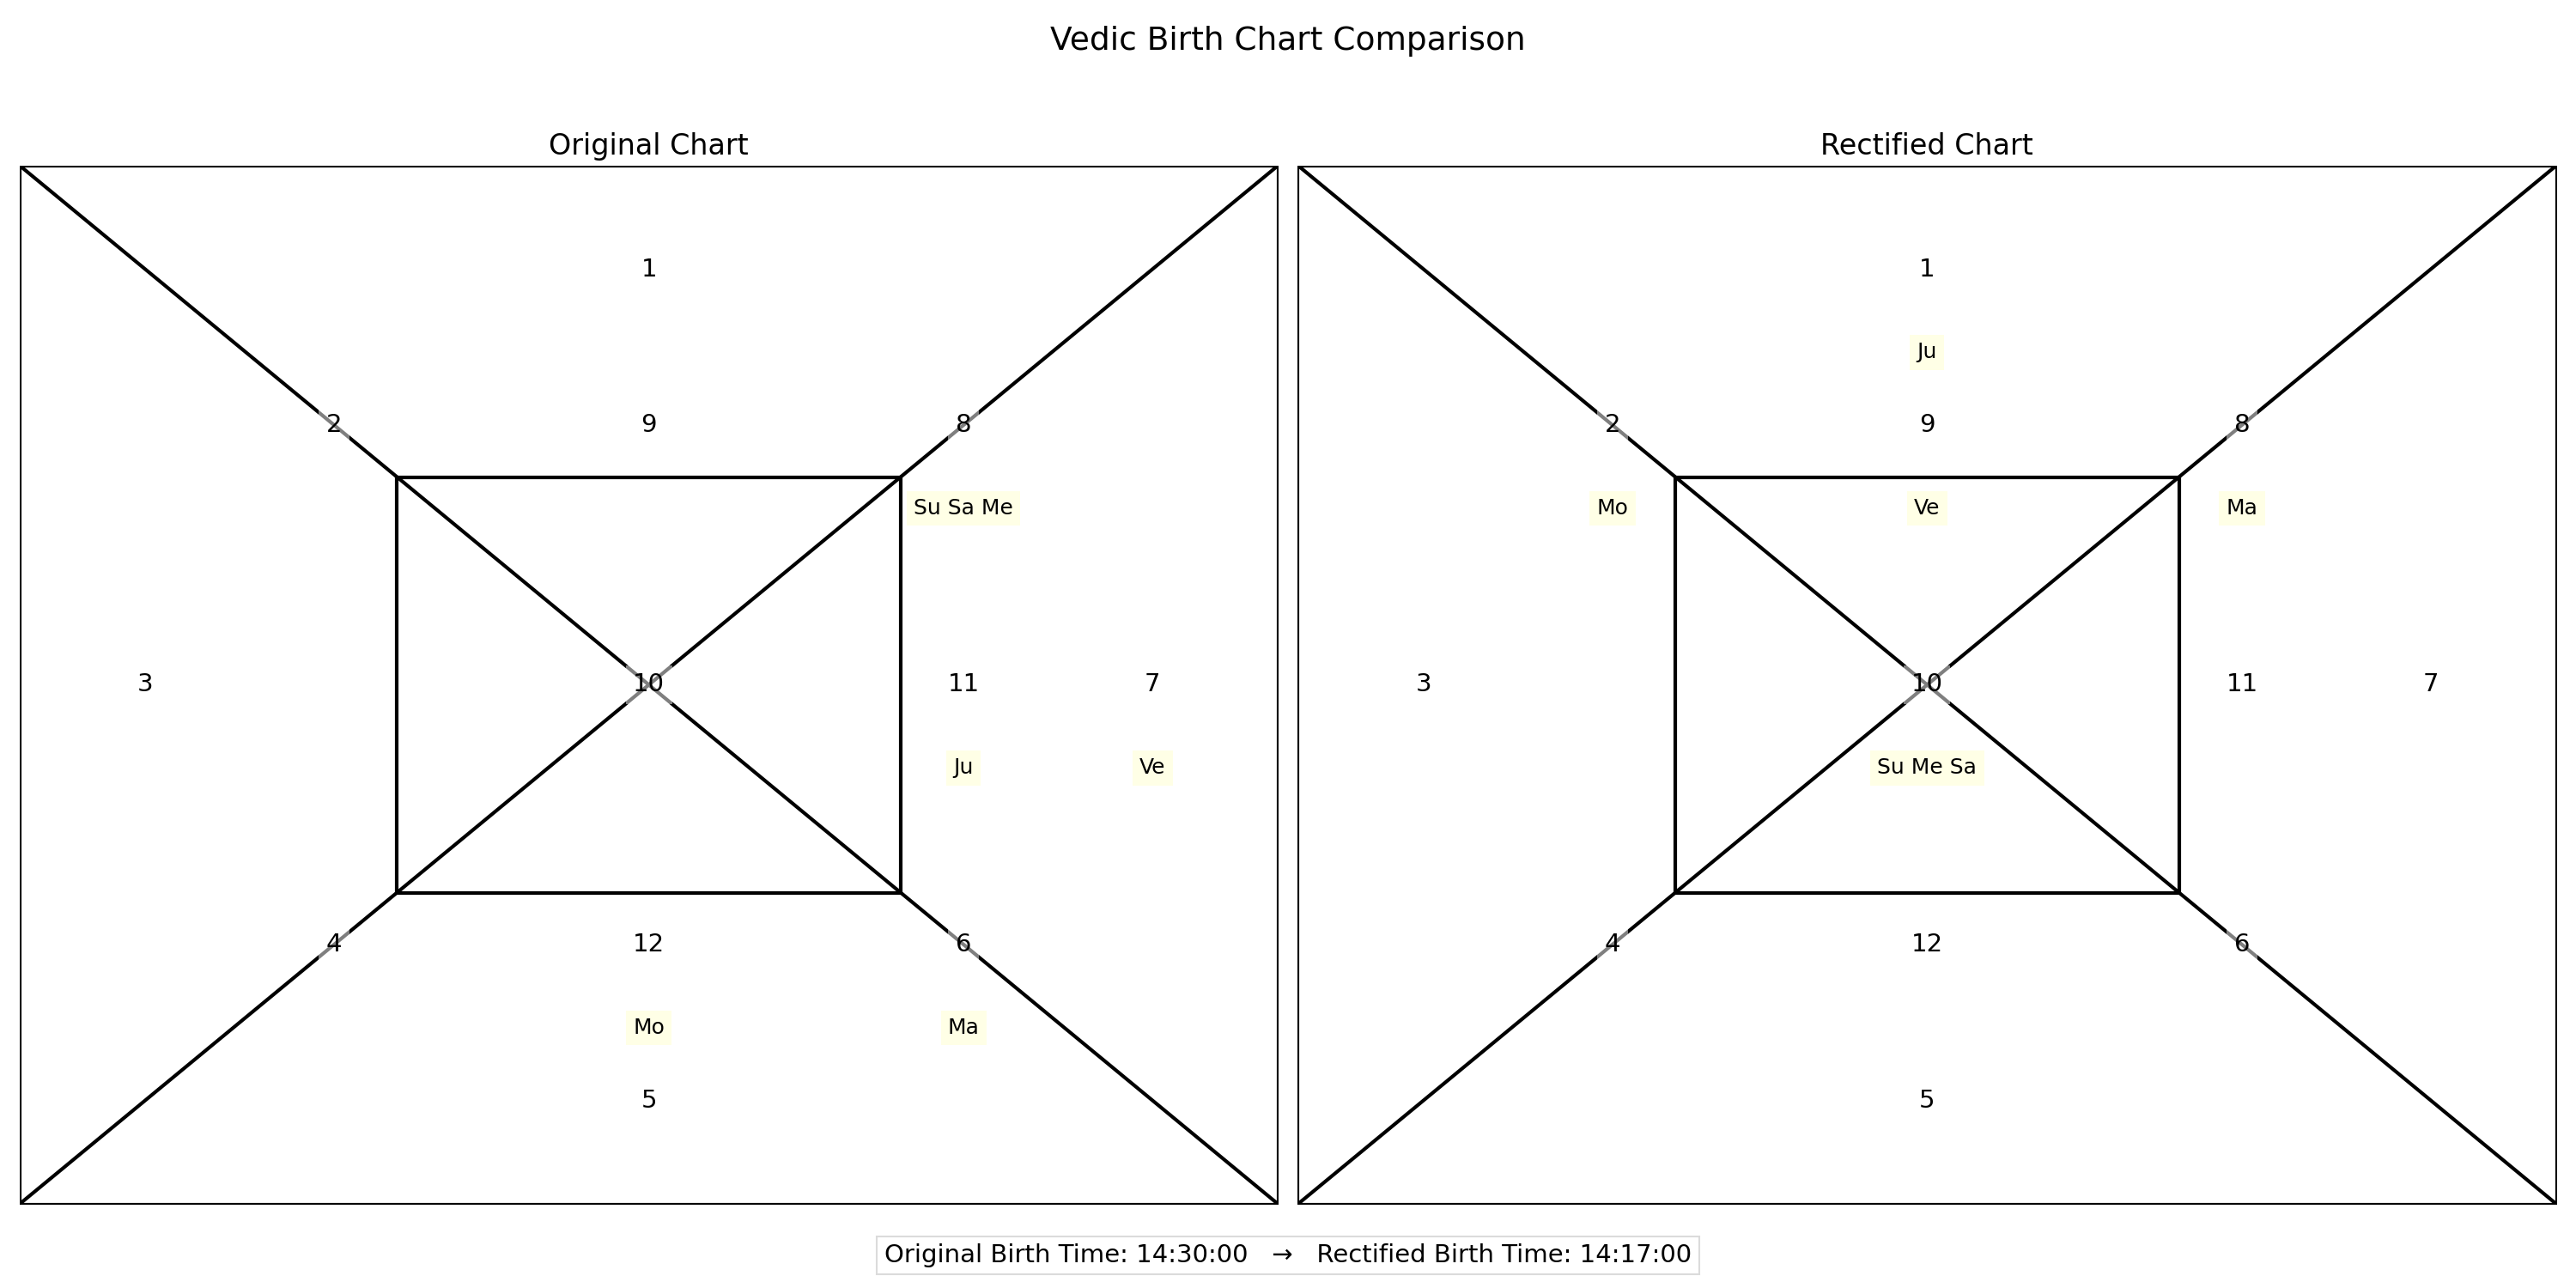 Vedic Birth Chart Comparison
Original Chart
1
2 9 8
Su Sa Me
3 10 11 7
Ju Ve
4 12 6
Mo Ma
5
Rectified Chart
1
Ju
2 9 8
Mo Ve Ma
3 10 11 7
Su Me Sa
4 12 6
5
Original Birth Time: 14:30:00 → Rectified Birth Time: 14:17:00